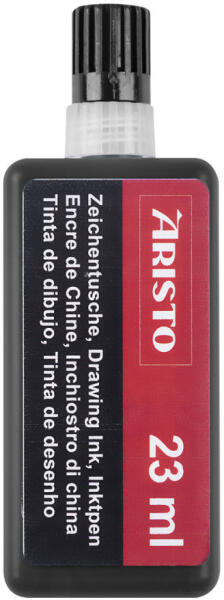 ARISTO
23 ml
Zeichentusche, Drawing Ink, Inktpen
Encre de Chine, Inchiostro di china
Tinta de dibujo, Tinta de desenho